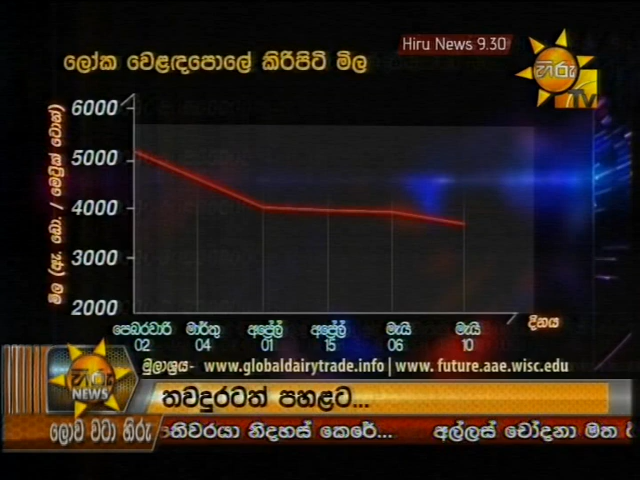 Hiru News 9.30
හිරු
TV
ලෝක වෙළඳපොලේ කිරිපිටි මිල
මිල (ඇ. ඩො. / මෙට්‍රික් ටොන්)
6000
5000
4000
3000
2000
පෙබරවාරි 02
මාර්තු 04
අප්‍රේල් 01
අප්‍රේල් 15
මැයි 06
මැයි 10
දිනය
මූලාශ්‍රය- www.globaldairytrade.info | www. future.aae.wisc.edu
හිරු
NEWS
තවදුරටත් පහළට...
ලොව වටා හිරු
නිදහස් කෙරේ... අල්ලස් චෝදනා මත